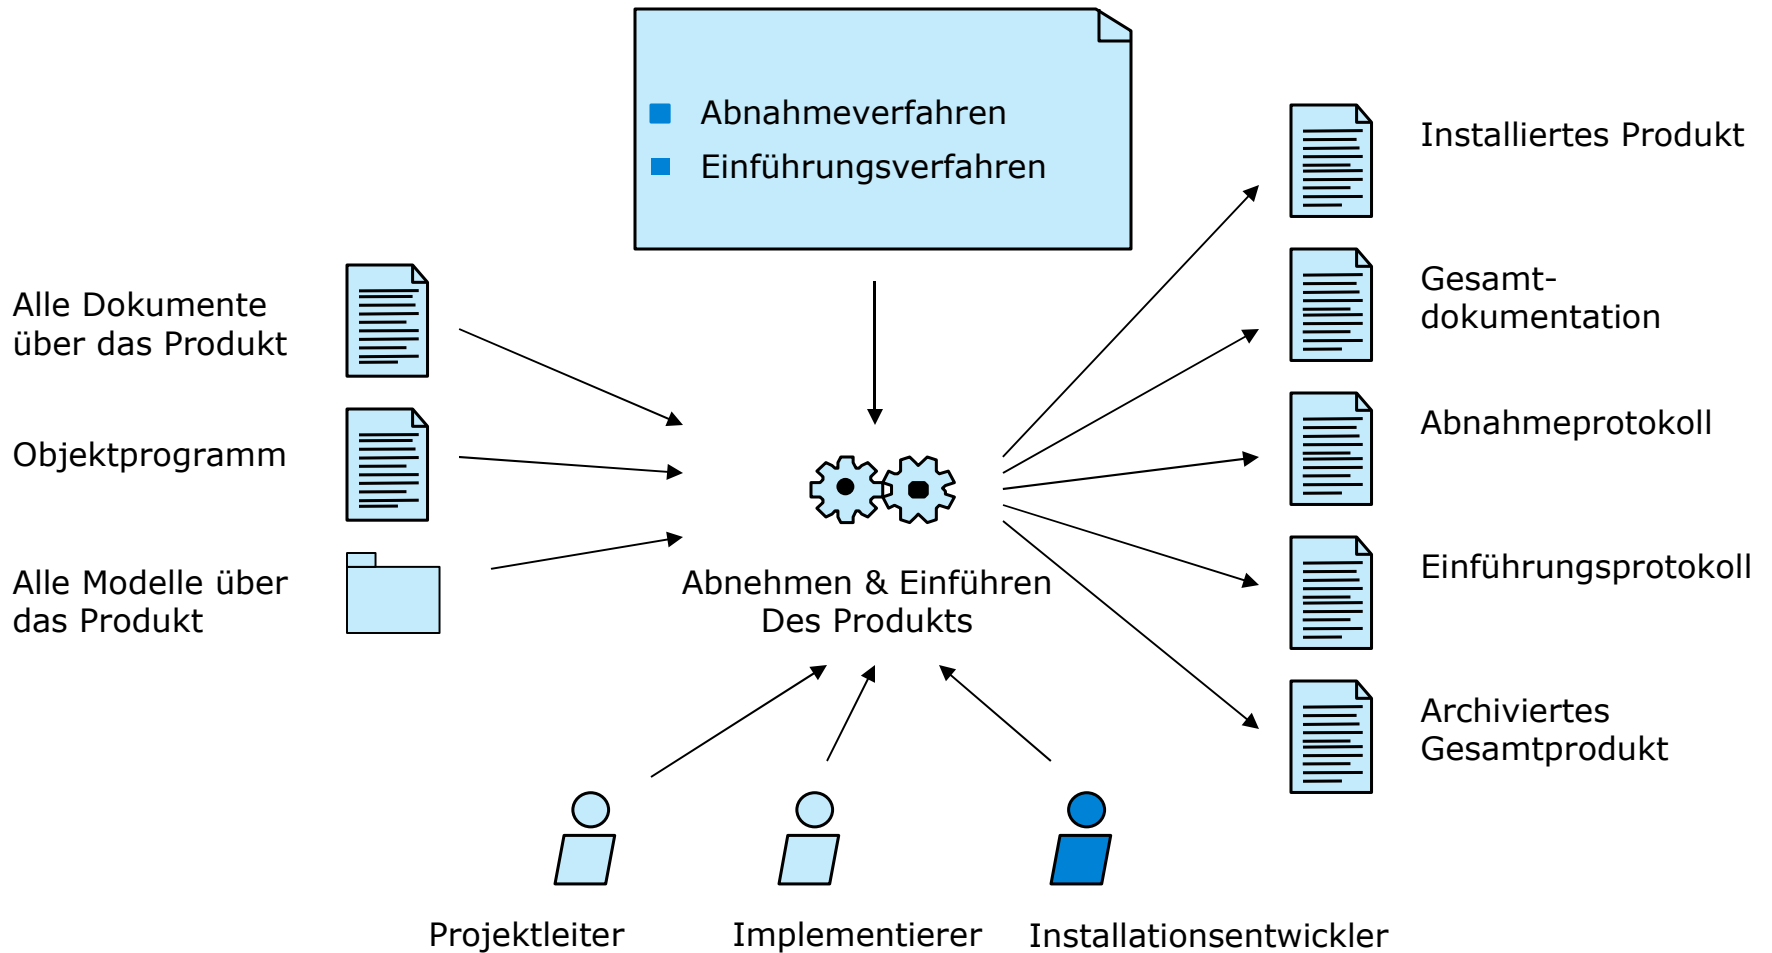 Abnahmeverfahren
Einführungsverfahren
Alle Dokumente
über das Produkt
Objektprogramm
Alle Modelle über
das Produkt
Abnehmen & Einführen
Des Produkts
Installiertes Produkt
Gesamt-
dokumentation
Abnahmeprotokoll
Einführungsprotokoll
Archiviertes
Gesamtprodukt
Projektleiter
Implementierer
Installationsentwickler